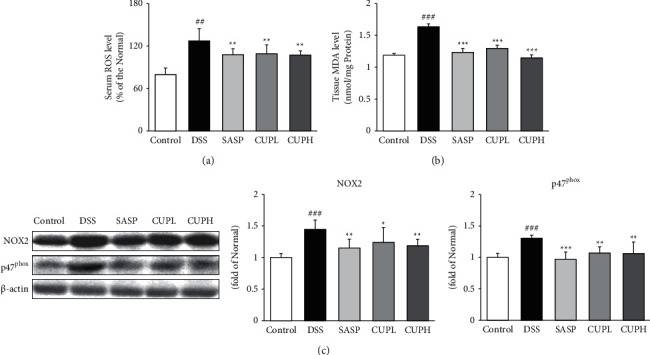 Serum ROS level
(% of the Normal)
180
120
60
0
##
**
**
**
Control DSS SASP CUPL CUPH
(a)
Tissue MDA level
(nmol/mg Protein)
2
1.5
1
0.5
0
###
***
***
***
Control DSS SASP CUPL CUPH
(b)
Control DSS SASP CUPL CUPH
NOX2
p47phox
β-actin
NOX2
(fold of Normal)
2
1.5
1
0.5
0
###
**
*
**
Control DSS SASP CUPL CUPH
p47phox
(fold of Normal)
2
1.5
1
0.5
0
###
***
**
**
Control DSS SASP CUPL CUPH
(c)